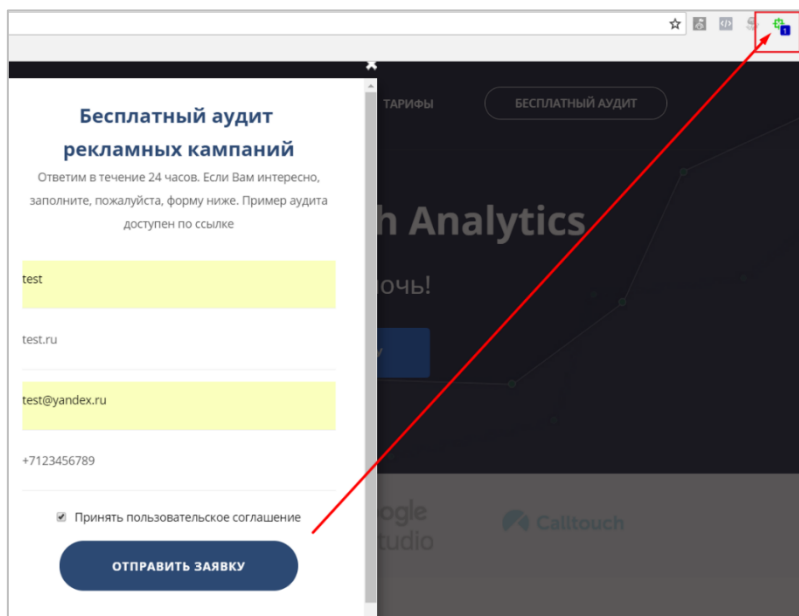 1
ТАРИФЫ
БЕСПЛАТНЫЙ АУДИТ
Бесплатный аудит
рекламных кампаний
Ответим в течение 24 часов. Если Вам интересно,
заполните, пожалуйста, форму ниже. Пример аудита
доступен по ссылке
h Analytics
очь!
test
test.ru
у
test@yandex.ru
+7123456789
Принять пользовательское соглашение
ОТПРАВИТЬ ЗАЯВКУ
ogle
tudio
Calltouch